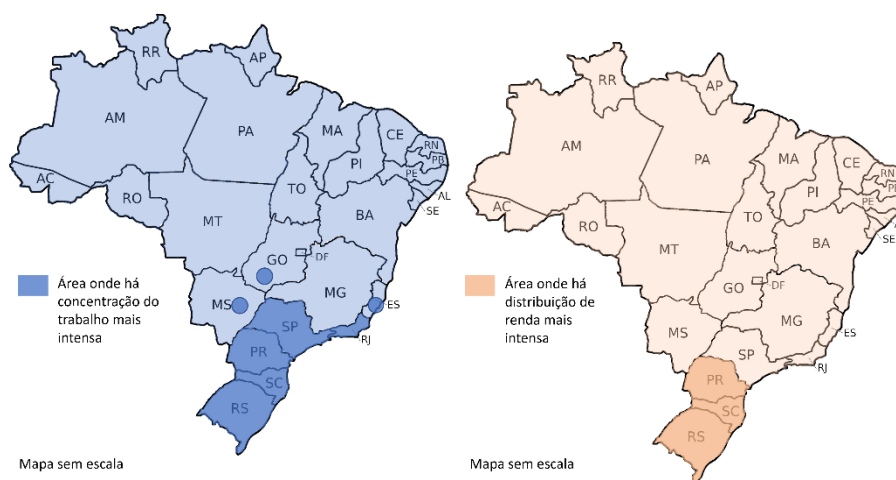 RR
AP
AM
PA
MA
CE
RN
PB
PE
PI
AC
TO
AL
RO
SE
BA
MT
GO
DF
MG
MS
ES
SP
RJ
PR
SC
RS
Área onde há
concentração do
trabalho mais
intensa
Mapa sem escala
RR
AP
AM
PA
MA
CE
RN
PI
PE
AC
TO
RO
SE
BA
MT
GO
DF
MG
MS
ES
SP
RJ
PR
SC
RS
Área onde há
distribuição de
renda mais
intensa
Mapa sem escala